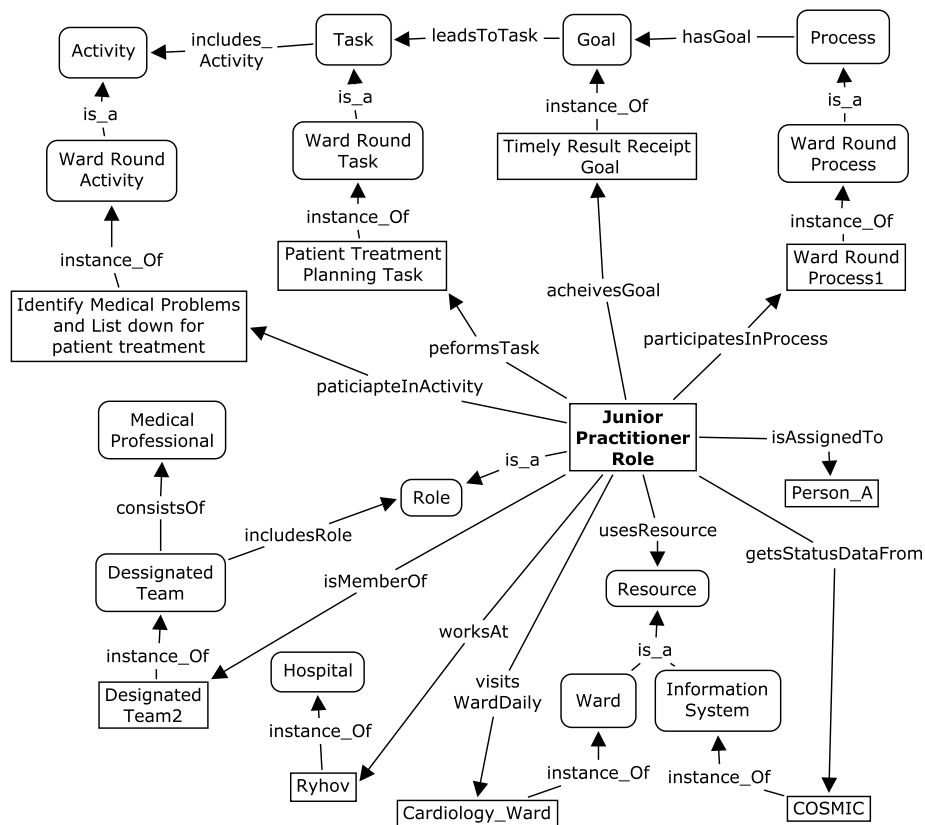 Activity
includes_
Activity
Task
leadsToTask
Goal
hasGoal
Process
is_a
is_a
instance_Of
is_a
Ward Round
Activity
Ward Round
Task
Timely Result Receipt
Goal
Ward Round
Process
instance_Of
instance_Of
instance_Of
Patient Treatment
Planning Task
Ward Round
Process1
Identify Medical Problems
and List down for
patient treatment
acheivesGoal
peformsTask
participatesInProcess
paticiapteInActivity
Junior
Practitioner
Role
Medical
Professional
is_a
isAssignedTo
Role
Person_A
consistsOf
includesRole
usesResource
getsStatusDataFrom
Dessignated
Team
isMemberOf
Resource
worksAt
instance_Of
is_a
Hospital
visits
WardDaily
Ward
Information
System
Designated
Team2
instance_Of
instance_Of
instance_Of
Ryhov
Cardiology_Ward
COSMIC